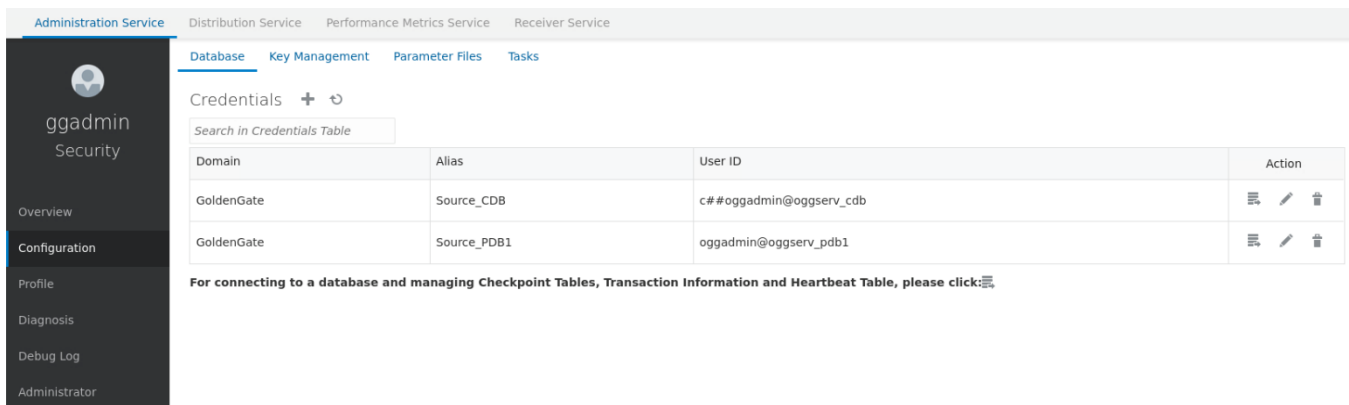 Administration Service Distribution Service Performance Metrics Service Receiver Service
Database Key Management Parameter Files Tasks
ggadmin
Security
Overview
Configuration
Profile
Diagnosis
Debug Log
Administrator
Credentials
Search in Credentials Table
Domain Alias User ID Action
GoldenGate Source_CDB c##oggadmin@oggserv_cdb
GoldenGate Source_PDB1 oggadmin@oggserv_pdb1
For connecting to a database and managing Checkpoint Tables, Transaction Information and Heartbeat Table, please click: